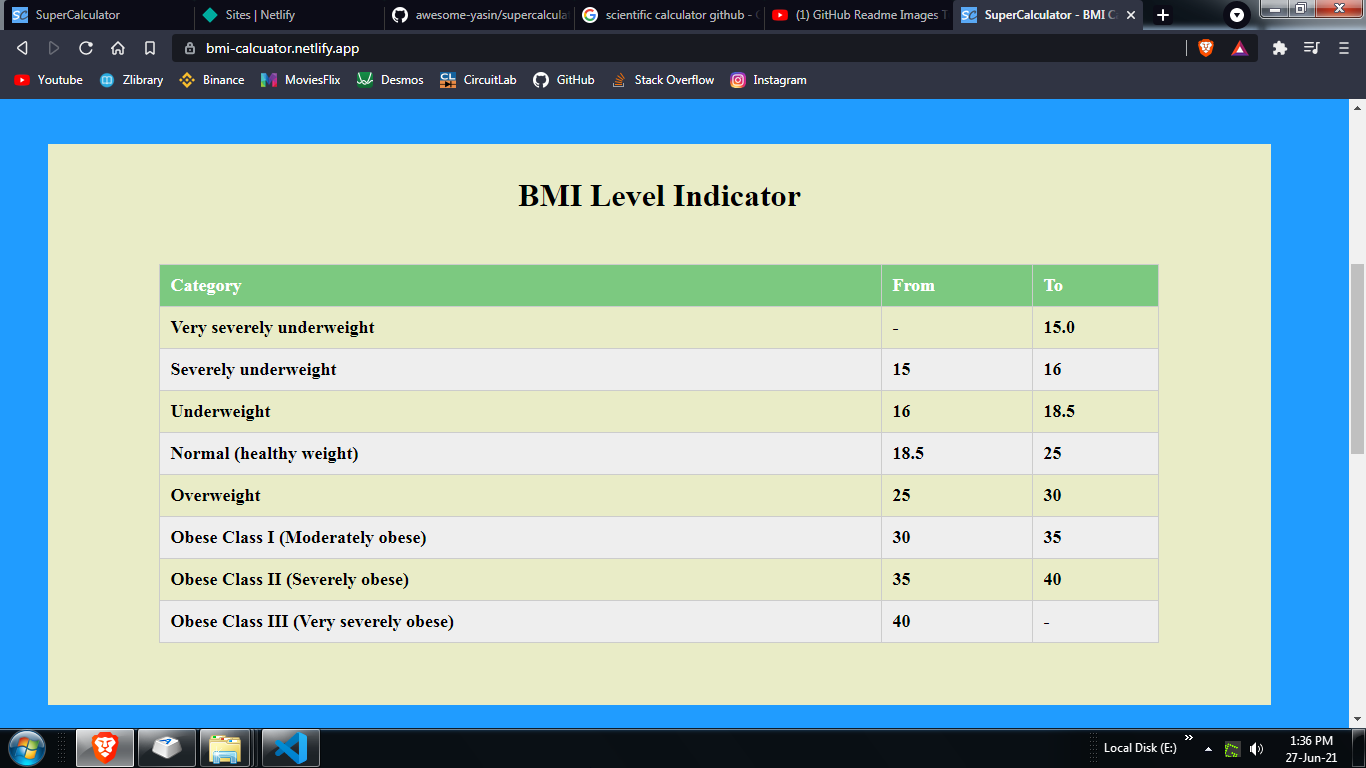 SuperCalculator
Sites | Netlify
awesome-yasin/supercalcula
scientific calculator github -
(1) GitHub Readme Images T
SuperCalculator - BMI C
bmi-calcuator.netlify.app
Youtube Zlibrary Binance MoviesFlix Desmos CircuitLab GitHub Stack Overflow Instagram
BMI Level Indicator
Category From To
Very severely underweight - 15.0
Severely underweight 15 16
Underweight 16 18.5
Normal (healthy weight) 18.5 25
Overweight 25 30
Obese Class I (Moderately obese) 30 35
Obese Class II (Severely obese) 35 40
Obese Class III (Very severely obese) 40 -
Local Disk (E:)
1:36 PM
27-Jun-21